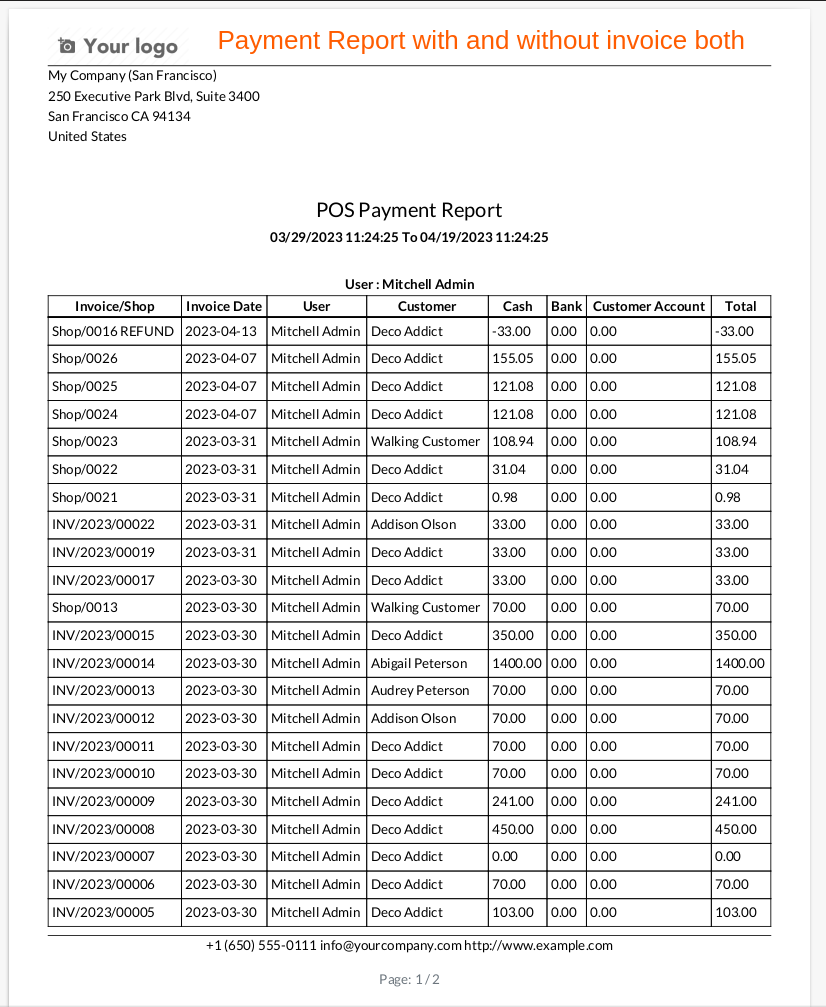 Your logo Payment Report with and without invoice both
My Company (San Francisco)
250 Executive Park Blvd, Suite 3400
San Francisco CA 94134
United States
POS Payment Report
03/29/2023 11:24:25 To 04/19/2023 11:24:25
User : Mitchell Admin
Invoice/Shop Invoice Date User Customer Cash Bank Customer Account Total
Shop/0016 REFUND 2023-04-13 Mitchell Admin Deco Addict -33.00 0.00 0.00 -33.00
Shop/0026 2023-04-07 Mitchell Admin Deco Addict 155.05 0.00 0.00 155.05
Shop/0025 2023-04-07 Mitchell Admin Deco Addict 121.08 0.00 0.00 121.08
Shop/0024 2023-04-07 Mitchell Admin Deco Addict 121.08 0.00 0.00 121.08
Shop/0023 2023-03-31 Mitchell Admin Walking Customer 108.94 0.00 0.00 108.94
Shop/0022 2023-03-31 Mitchell Admin Deco Addict 31.04 0.00 0.00 31.04
Shop/0021 2023-03-31 Mitchell Admin Deco Addict 0.98 0.00 0.00 0.98
INV/2023/00022 2023-03-31 Mitchell Admin Addison Olson 33.00 0.00 0.00 33.00
INV/2023/00019 2023-03-31 Mitchell Admin Deco Addict 33.00 0.00 0.00 33.00
INV/2023/00017 2023-03-30 Mitchell Admin Deco Addict 33.00 0.00 0.00 33.00
Shop/0013 2023-03-30 Mitchell Admin Walking Customer 70.00 0.00 0.00 70.00
INV/2023/00015 2023-03-30 Mitchell Admin Deco Addict 350.00 0.00 0.00 350.00
INV/2023/00014 2023-03-30 Mitchell Admin Abigail Peterson 1400.00 0.00 0.00 1400.00
INV/2023/00013 2023-03-30 Mitchell Admin Audrey Peterson 70.00 0.00 0.00 70.00
INV/2023/00012 2023-03-30 Mitchell Admin Addison Olson 70.00 0.00 0.00 70.00
INV/2023/00011 2023-03-30 Mitchell Admin Deco Addict 70.00 0.00 0.00 70.00
INV/2023/00010 2023-03-30 Mitchell Admin Deco Addict 70.00 0.00 0.00 70.00
INV/2023/00009 2023-03-30 Mitchell Admin Deco Addict 241.00 0.00 0.00 241.00
INV/2023/00008 2023-03-30 Mitchell Admin Deco Addict 450.00 0.00 0.00 450.00
INV/2023/00007 2023-03-30 Mitchell Admin Deco Addict 0.00 0.00 0.00 0.00
INV/2023/00006 2023-03-30 Mitchell Admin Deco Addict 70.00 0.00 0.00 70.00
INV/2023/00005 2023-03-30 Mitchell Admin Deco Addict 103.00 0.00 0.00 103.00
+1 (650) 555-0111 info@yourcompany.com http://www.example.com
Page: 1 / 2